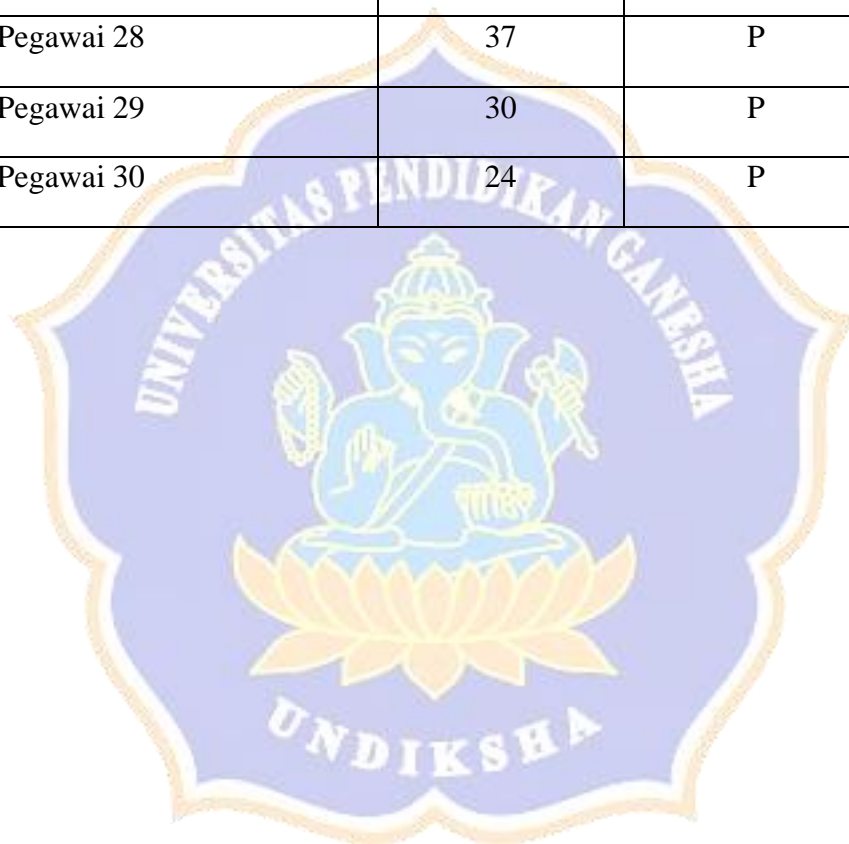 Pegawai 28 37 P
Pegawai 29 30 P
Pegawai 30 24 P
UNIVERSITAS PENDIDIKAN GANESHA
UNDIKSHA